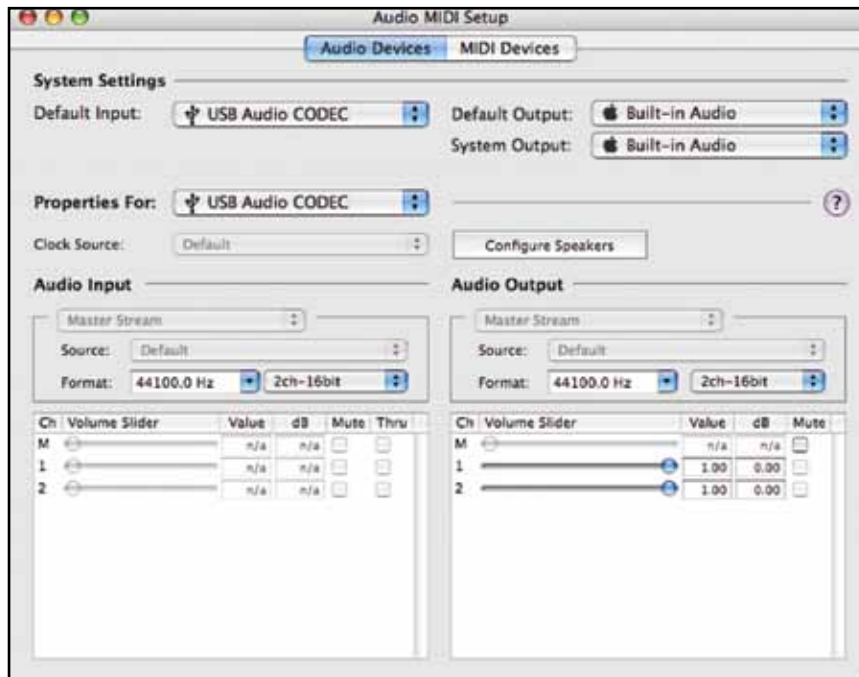 Audio MIDI Setup
Audio Devices MIDI Devices
System Settings
Default Input: USB Audio CODEC
Default Output: Built-in Audio
System Output: Built-in Audio
Properties For: USB Audio CODEC ?
Clock Source: Default Configure Speakers
Audio Input
Master Stream
Source: Default
Format: 44100.0 Hz 2ch-16bit
Ch Volume Slider Value dB Mute Thru
M n/a n/a
1 n/a n/a
2 n/a n/a
Audio Output
Master Stream
Source: Default
Format: 44100.0 Hz 2ch-16bit
Ch Volume Slider Value dB Mute
M n/a n/a
1 1.00 0.00
2 1.00 0.00